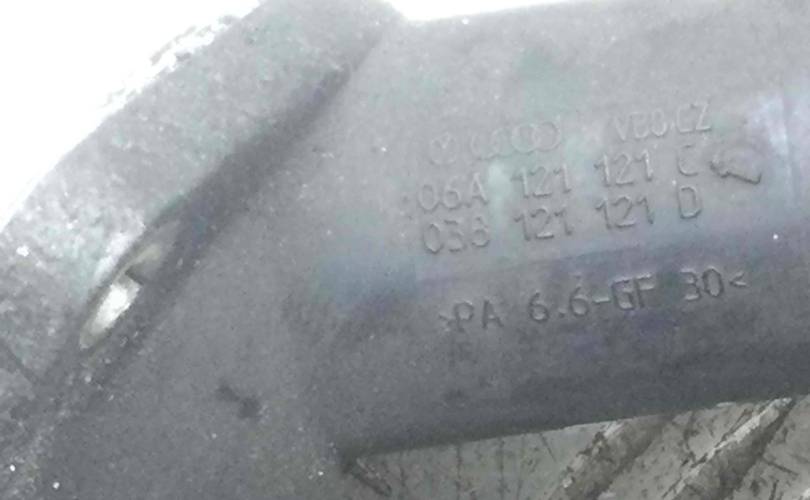 VDO CZ
06A 121 121 C
038 121 121 D
>PA 6.6-GF 30<